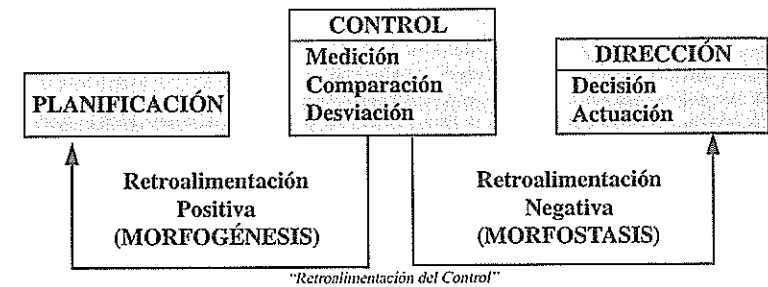 CONTROL
Medición
Comparación
Desviación
DIRECCIÓN
Decisión
Actuación
PLANIFICACIÓN
Retroalimentación
Positiva
(MORFOGÉNESIS)
Retroalimentación
Negativa
(MORFOSTASIS)
“Retroalimentación del Control”